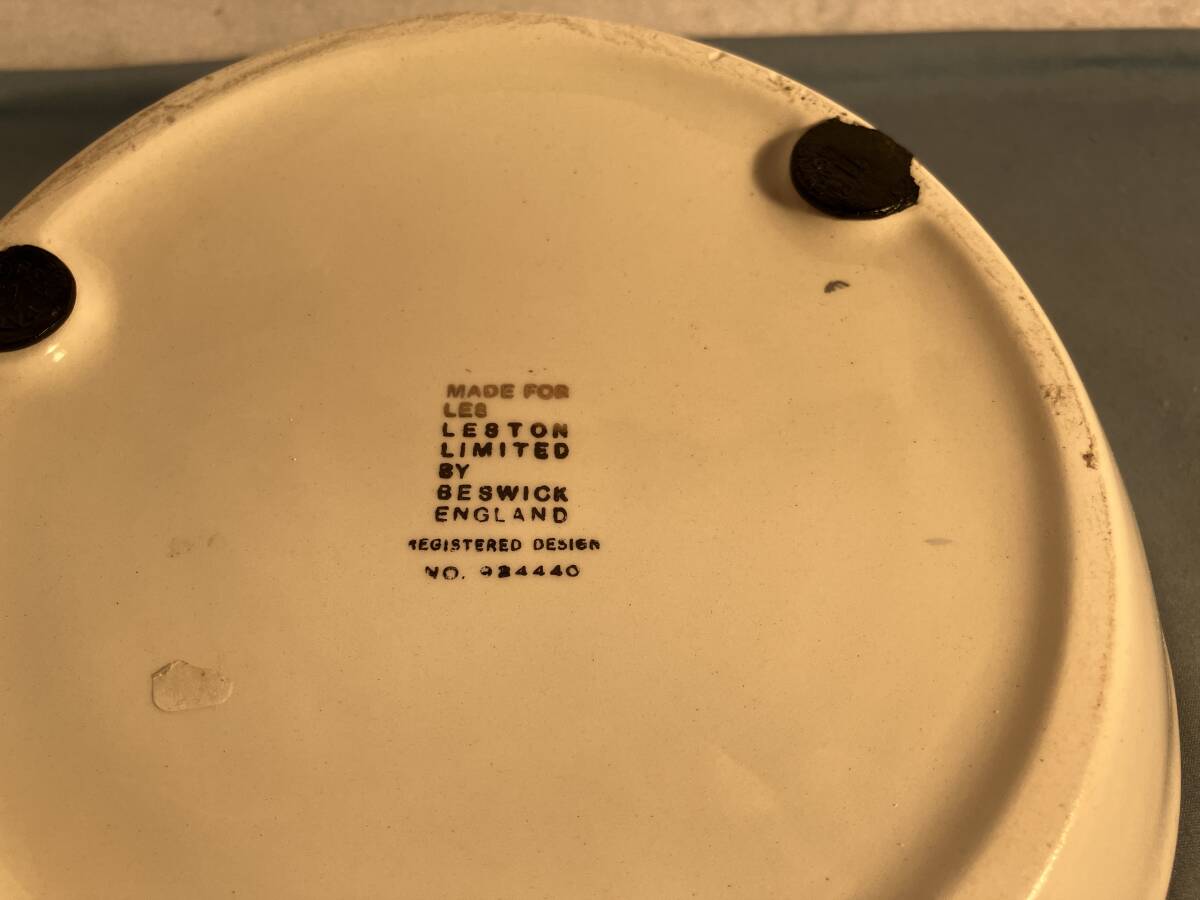 MADE FOR
LES
LESTON
LIMITED
BY
BESWICK
ENGLAND
REGISTERED DESIGN
NO. 924440